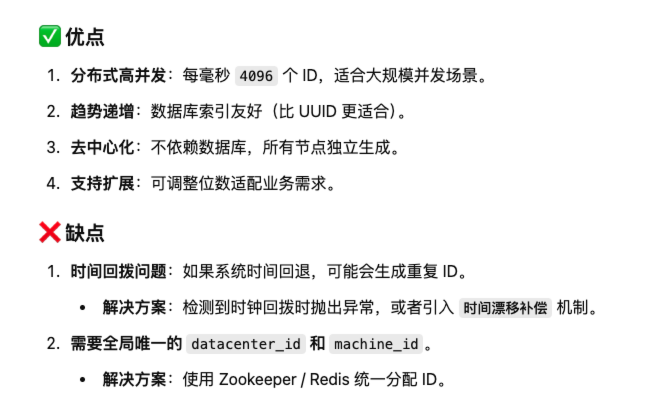 ✅ 优点
1. 分布式高并发：每毫秒 4096 个 ID，适合大规模并发场景。
2. 趋势递增：数据库索引友好（比 UUID 更适合）。
3. 去中心化：不依赖数据库，所有节点独立生成。
4. 支持扩展：可调整位数适配业务需求。
❌ 缺点
1. 时间回拨问题：如果系统时间回退，可能会生成重复 ID。
• 解决方案：检测到时钟回拨时抛出异常，或者引入 时间漂移补偿 机制。
2. 需要全局唯一的 datacenter_id 和 machine_id。
• 解决方案：使用 Zookeeper / Redis 统一分配 ID。